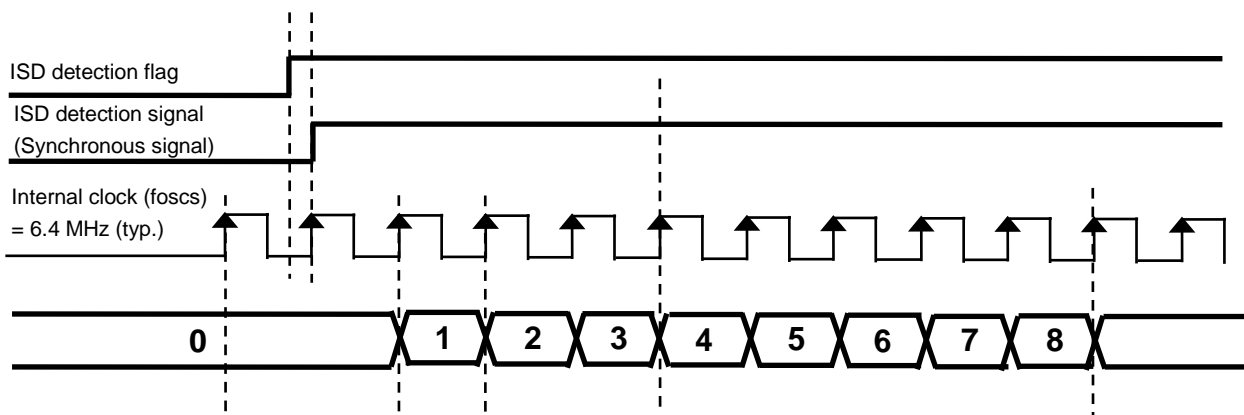 ISD detection flag
ISD detection signal
(Synchronous signal)
Internal clock (foscs)
= 6.4 MHz (typ.)
0 1 2 3 4 5 6 7 8